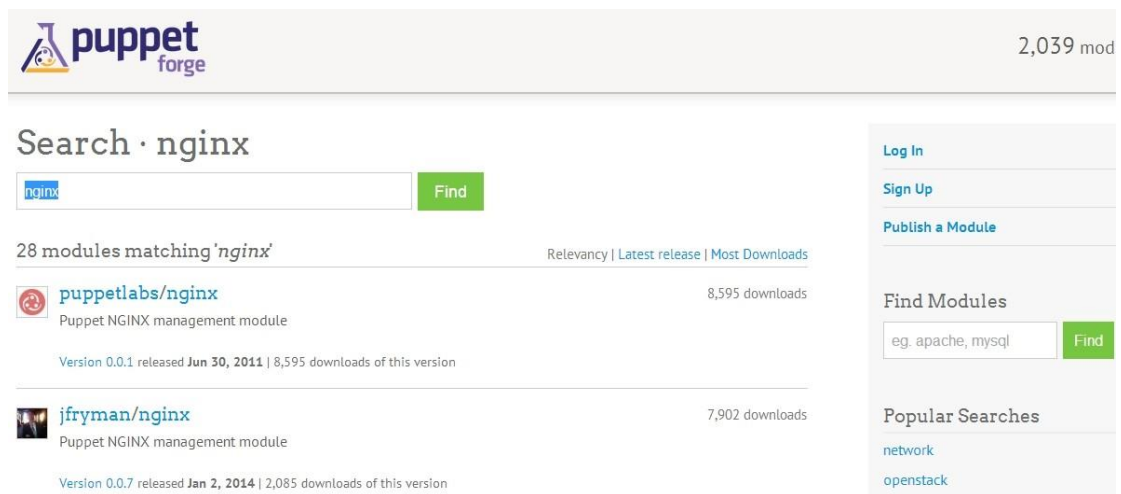 puppet
forge
2,039 mod
Search · nginx
nginx
Find
28 modules matching 'nginx'
Relevancy | Latest release | Most Downloads
puppetlabs/nginx
8,595 downloads
Puppet NGINX management module
Version 0.0.1 released Jun 30, 2011 | 8,595 downloads of this version
jfryman/nginx
7,902 downloads
Puppet NGINX management module
Version 0.0.7 released Jan 2, 2014 | 2,085 downloads of this version
Log In
Sign Up
Publish a Module
Find Modules
eg. apache, mysql
Find
Popular Searches
network
openstack